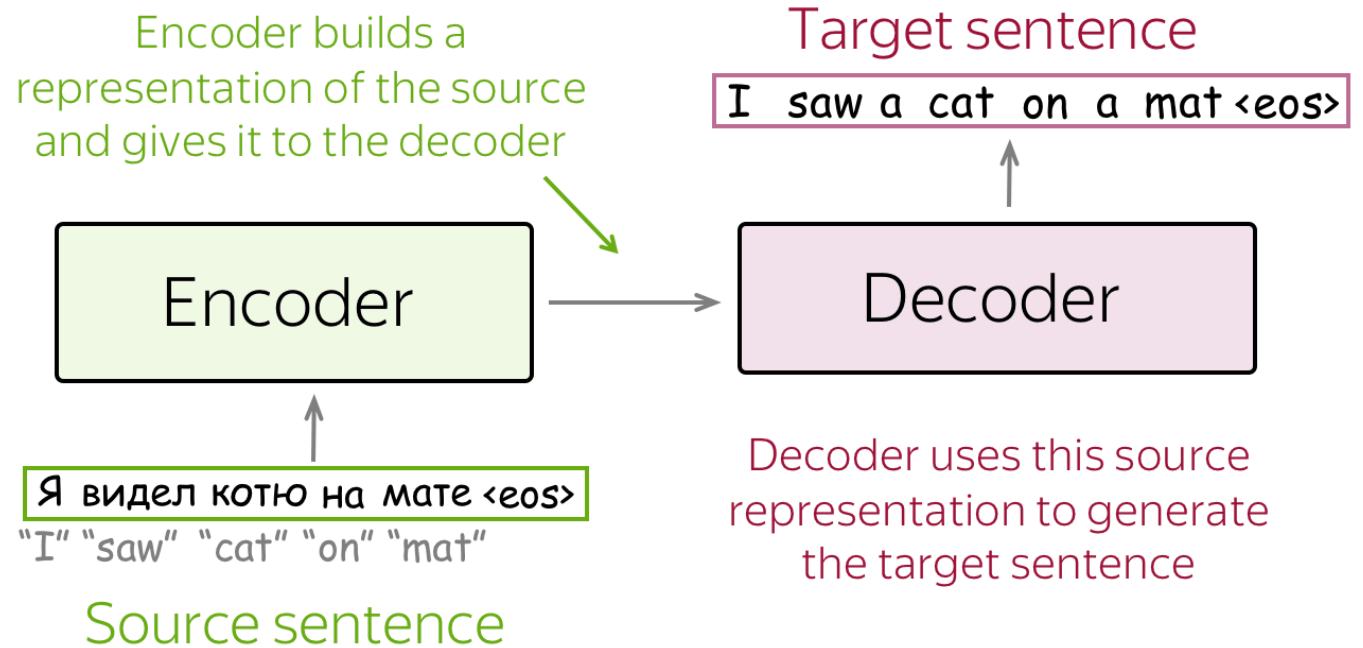 Encoder builds a
representation of the source
and gives it to the decoder
Target sentence
I saw a cat on a mat <eos>
Encoder
Decoder
Я видел котю на мате <eos>
“I” “saw” “cat” “on” “mat”
Source sentence
Decoder uses this source
representation to generate
the target sentence